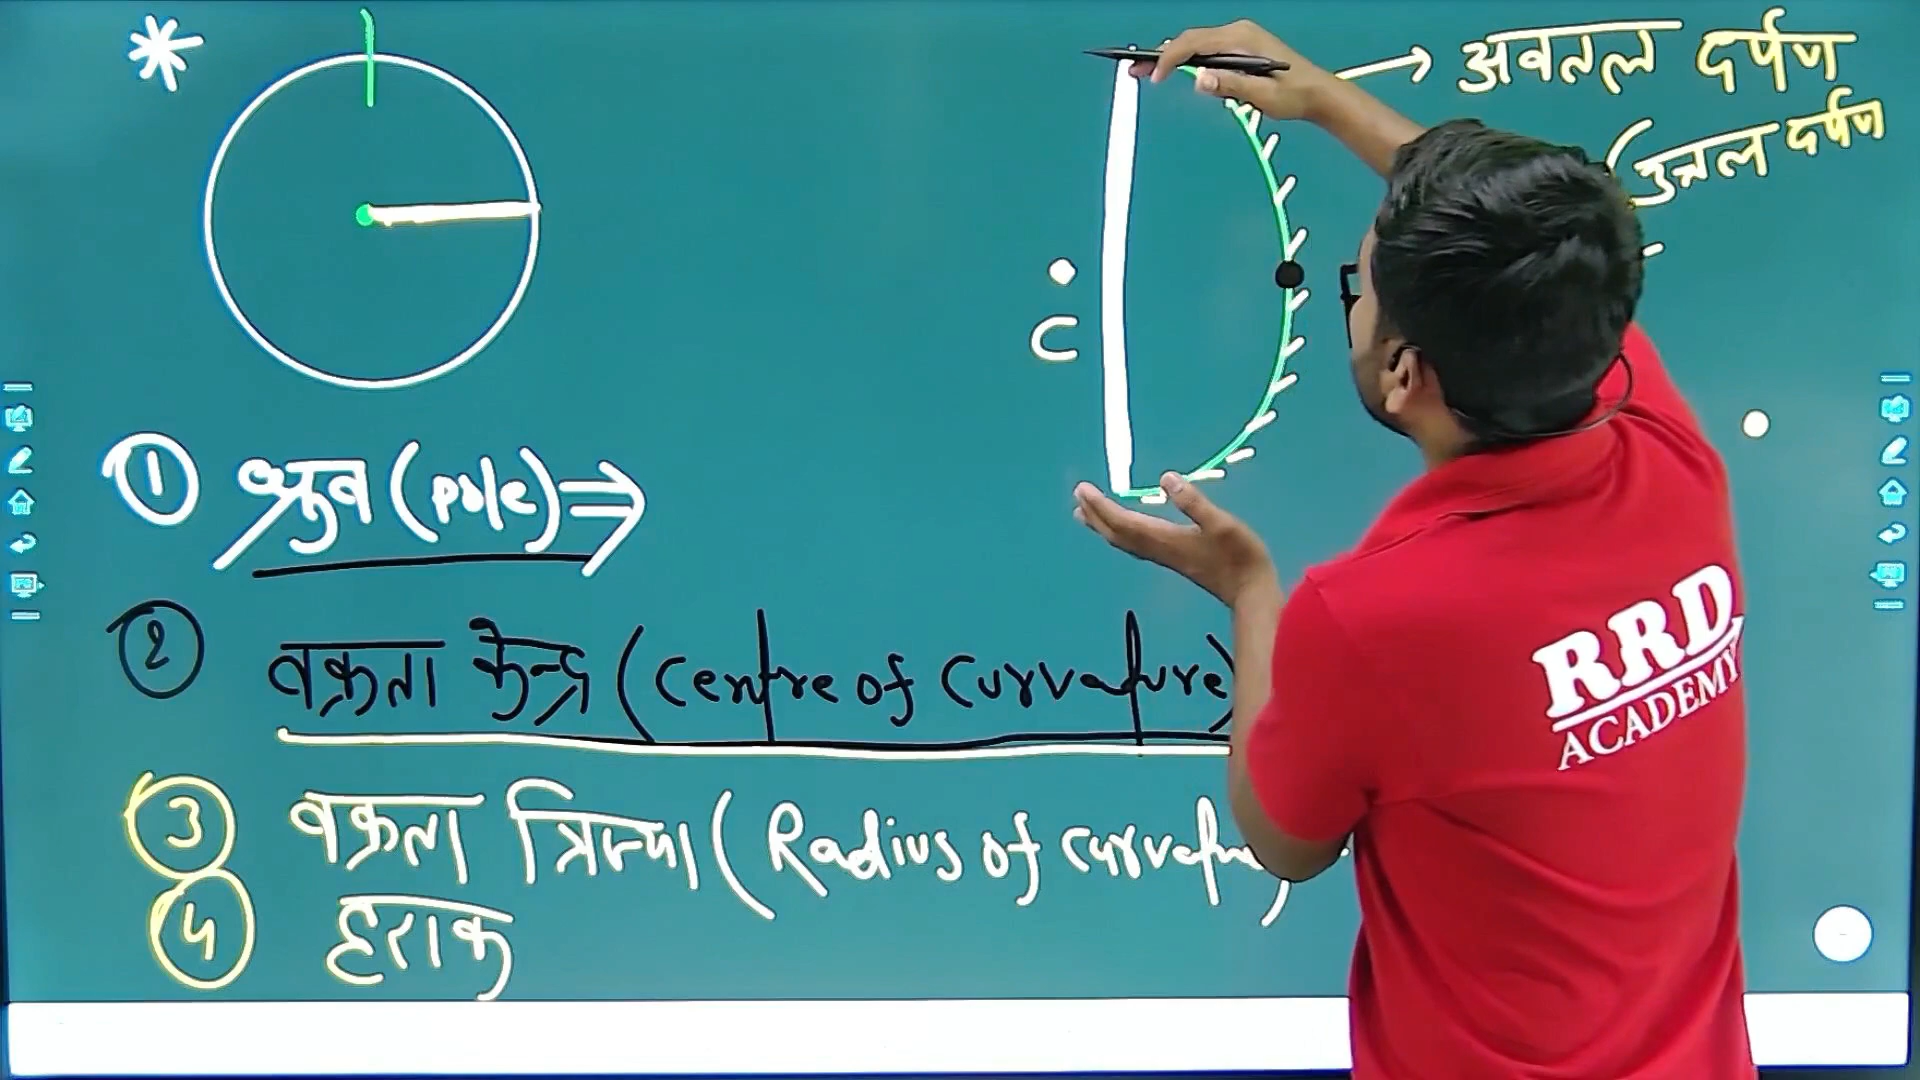 अवतल दर्पण
(उत्तल दर्पण
C
① ध्रुव (pole) ⇒
② वक्रता केन्द्र (Centre of Curvature)
③ वक्रता त्रिज्या (Radius of curvature
④ द्वारक
RRD
ACADEMY